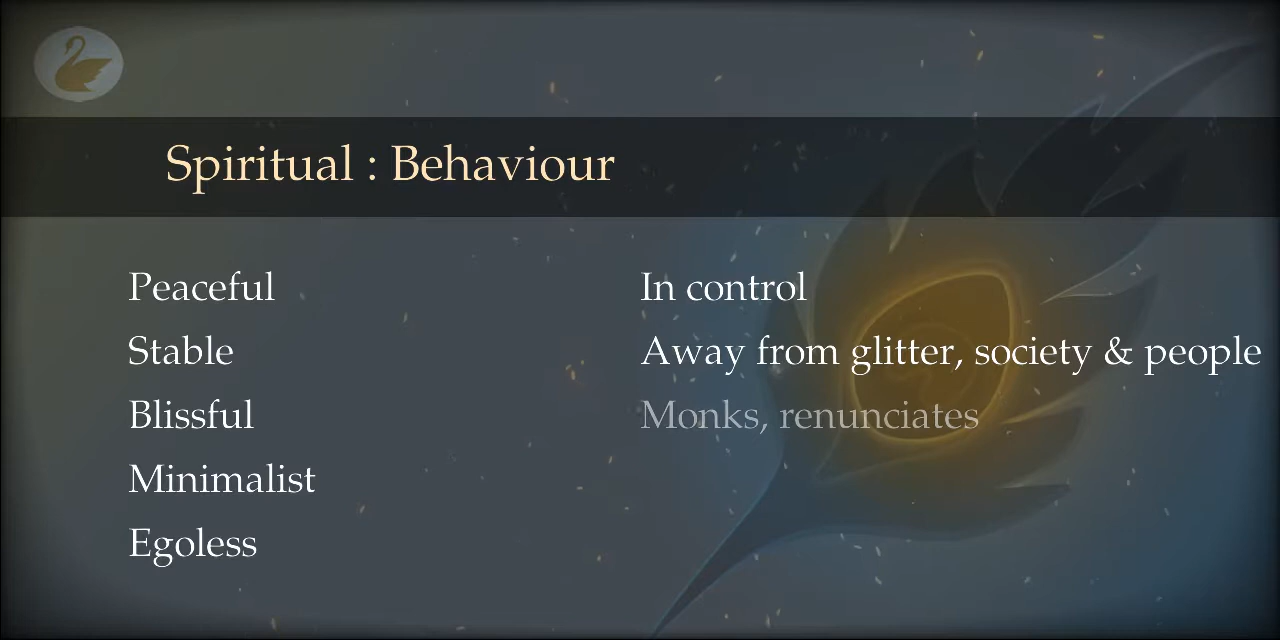 Spiritual : Behaviour
Peaceful
Stable
Blissful
Minimalist
Egoless
In control
Away from glitter, society & people
Monks, renunciates